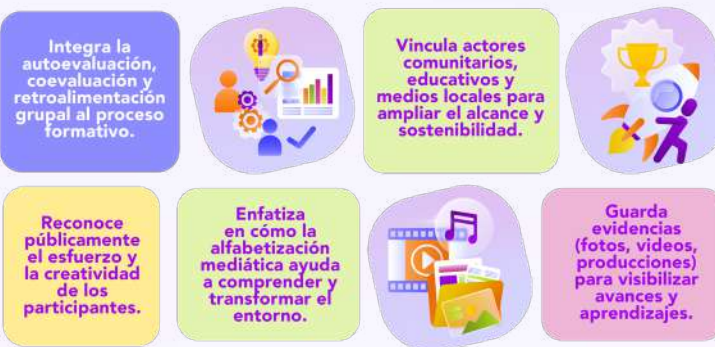 Integra la
autoevaluación,
coevaluación y
retroalimentación
grupal al proceso
formativo.
Vincula actores
comunitarios,
educativos y
medios locales para
ampliar el alcance y
sostenibilidad.
Reconoce
públicamente
el esfuerzo y
la creatividad
de los
participantes.
Enfatiza
en cómo la
alfabetización
mediática ayuda
a comprender y
transformar el
entorno.
Guarda
evidencias
(fotos, videos,
producciones)
para visibilizar
avances y
aprendizajes.